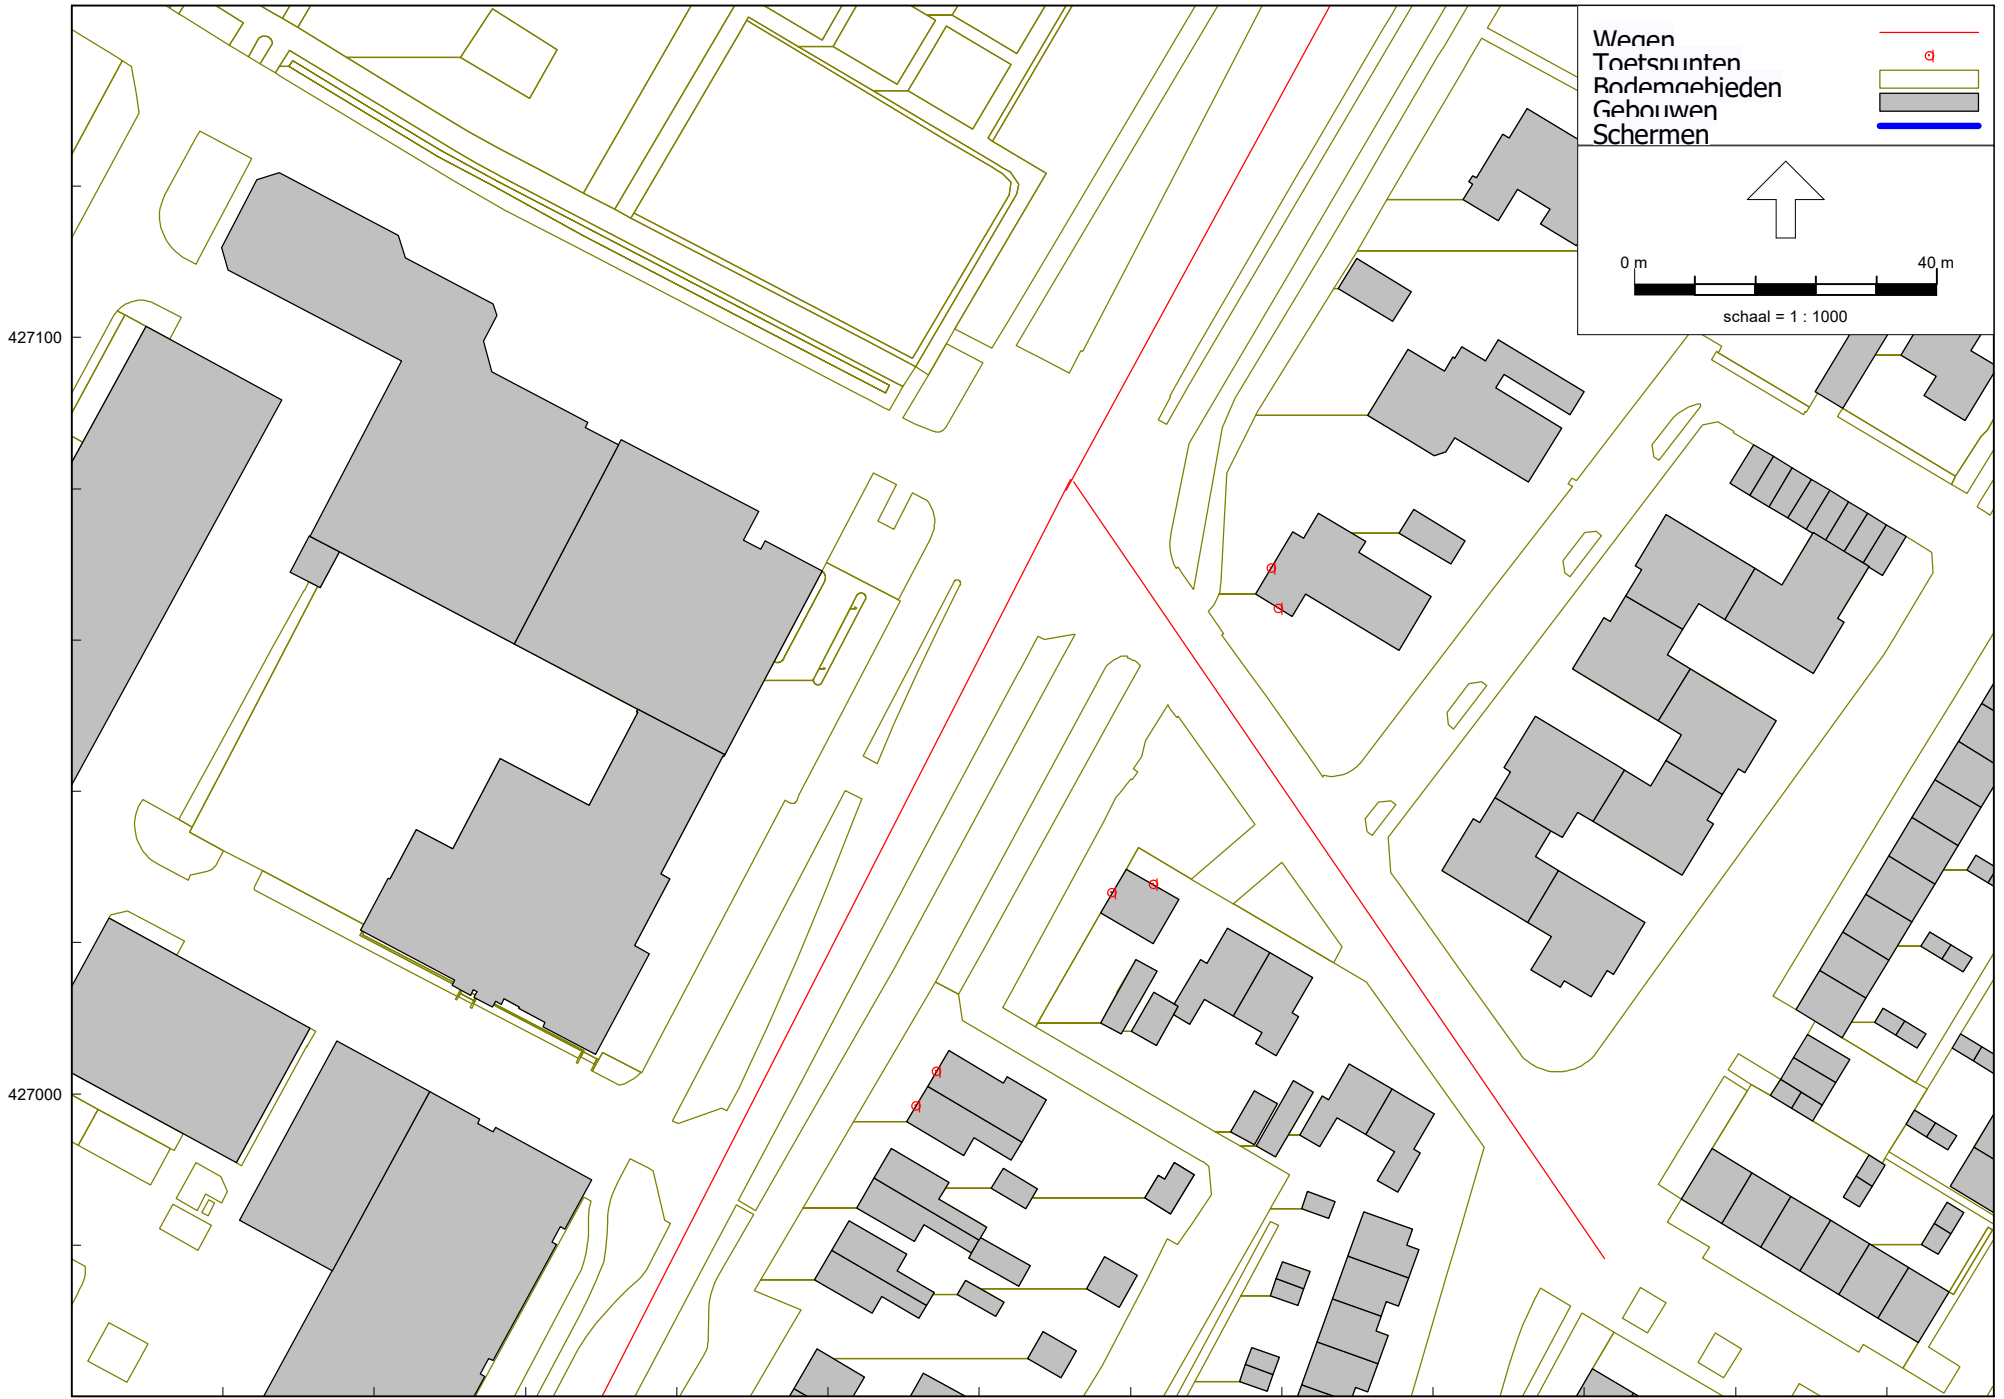 Wegen
Toetspunten
Bodemgebieden
Gebouwen
Schermen
0 m 40 m
schaal = 1 : 1000
427100
427000